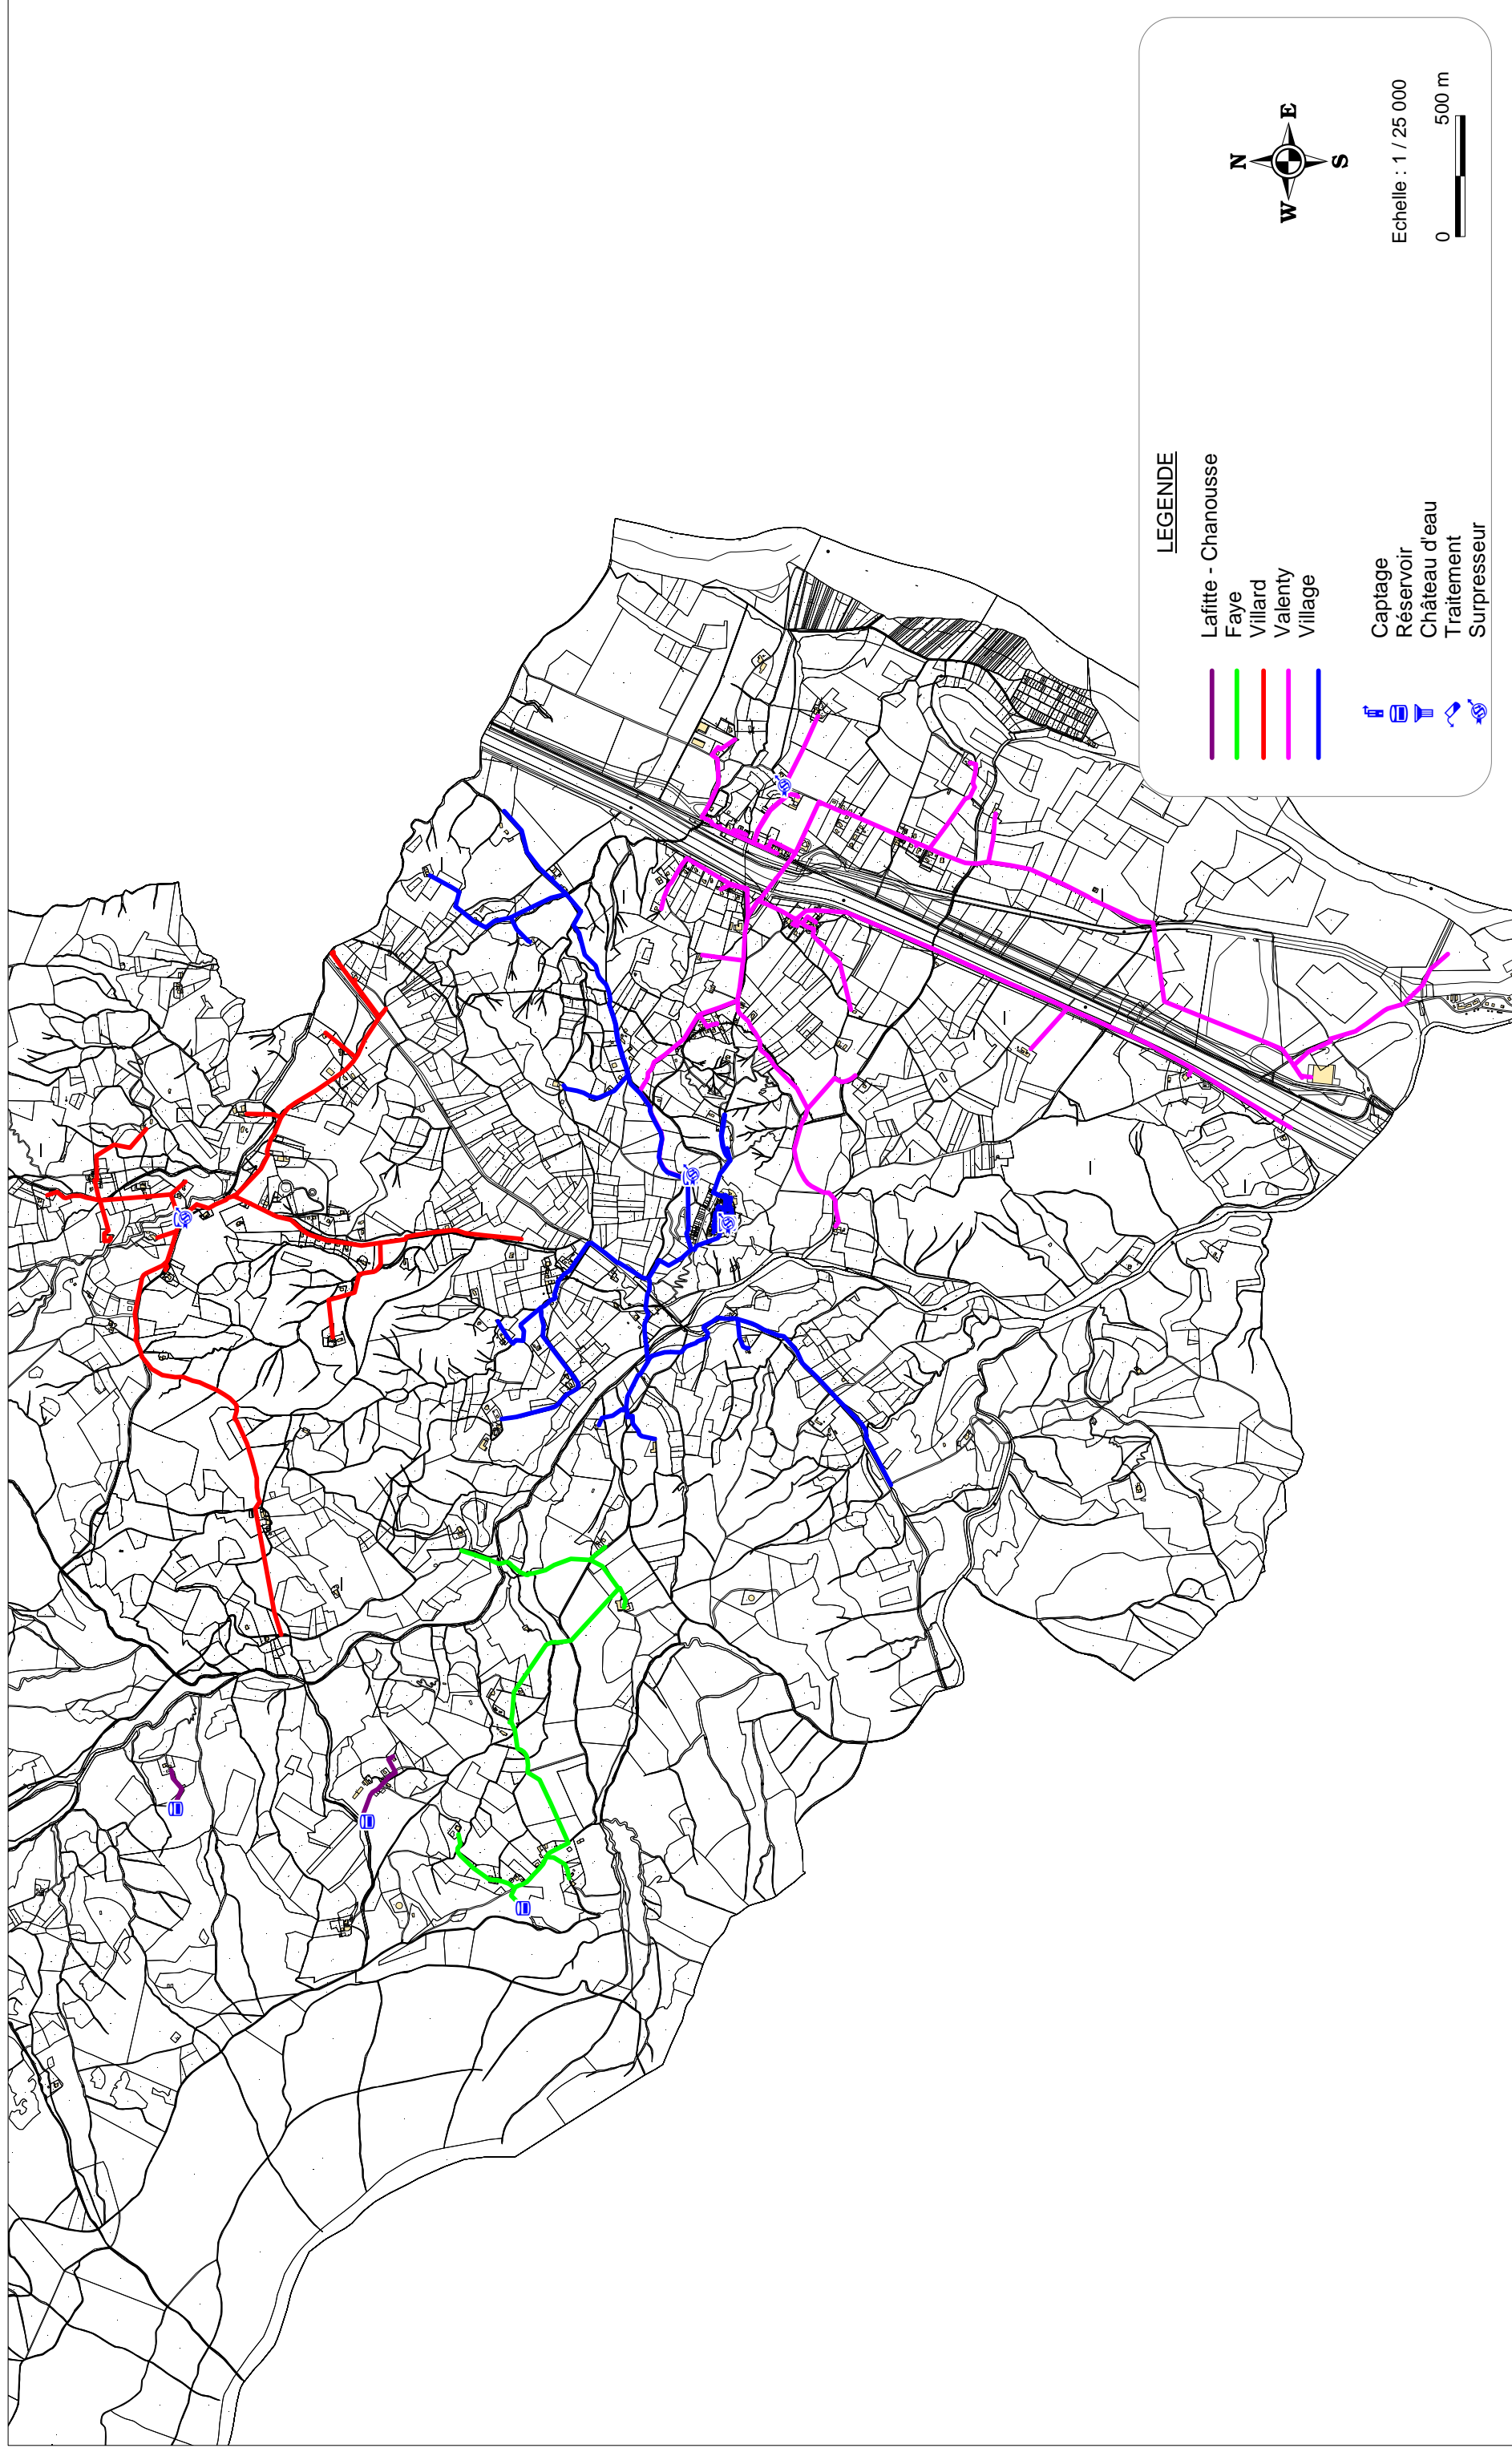 LEGENDE
Lafitte - Chanousse
Faye
Villard
Valenty
Village
Captage
Réservoir
Château d'eau
Traitement
Surpresseur
N
W
E
S
Echelle : 1 / 25 000
0
500 m